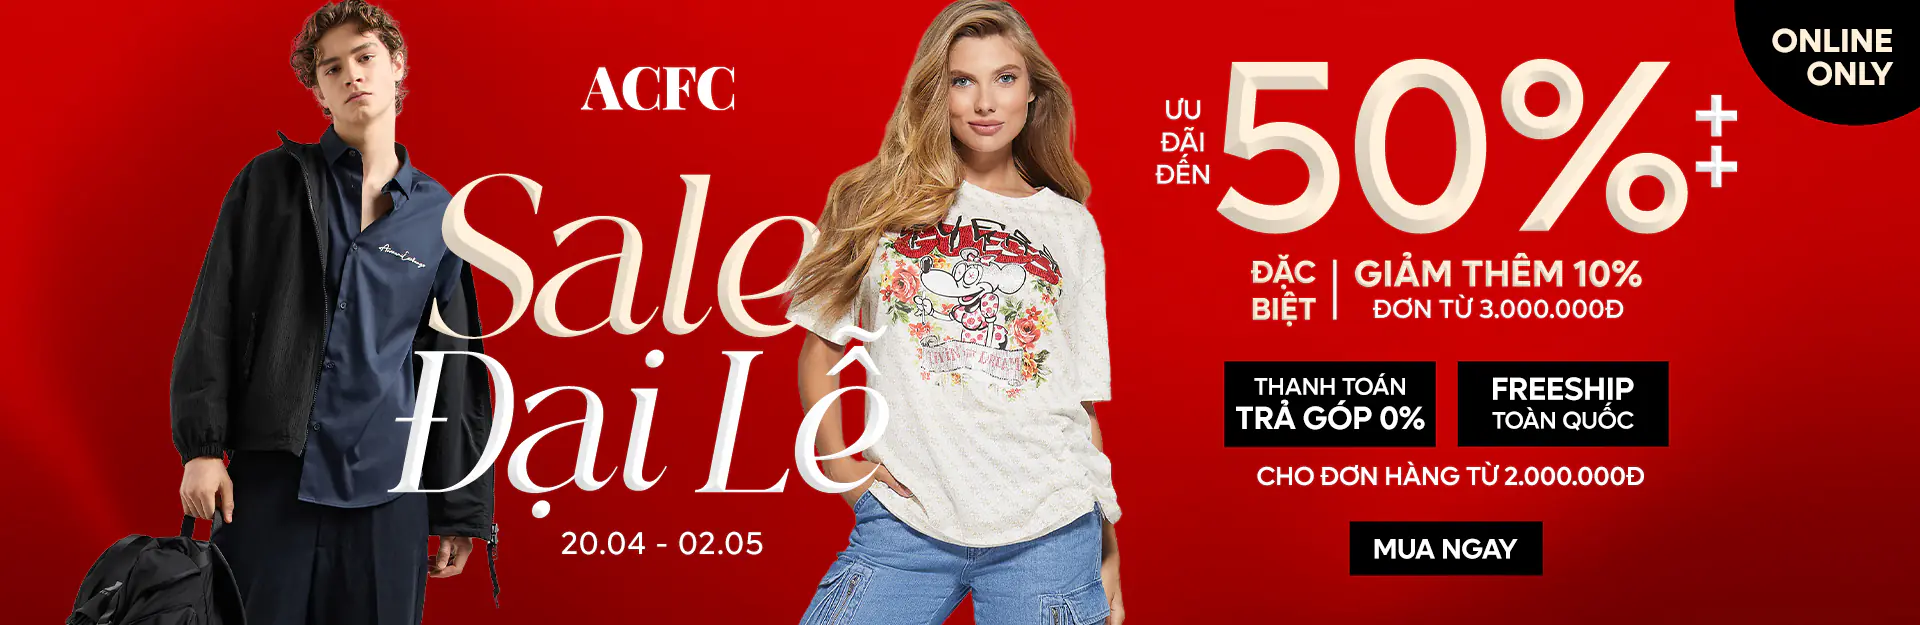 ACFC
Sale
Đại Lễ
20.04 - 02.05
ONLINE
ONLY
ƯU
ĐÃI
ĐẾN
50%++
ĐẶC
BIỆT
GIẢM THÊM 10%
ĐƠN TỪ 3.000.000Đ
THANH TOÁN
TRẢ GÓP 0%
FREESHIP
TOÀN QUỐC
CHO ĐƠN HÀNG TỪ 2.000.000Đ
MUA NGAY